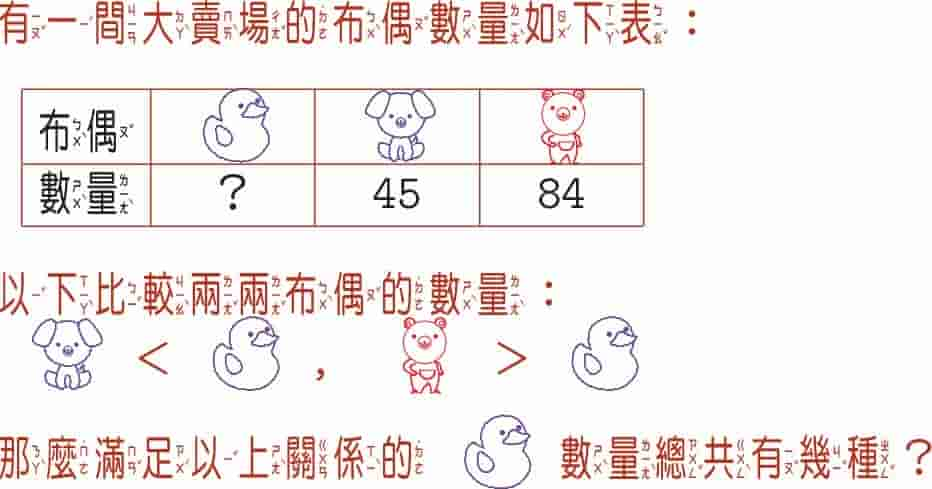 有一間大賣場的布偶數量如下表：
布偶
數量 ? 45 84
以下比較兩兩布偶的數量：
< , >
那麼滿足以上關係的 數量總共有幾種？